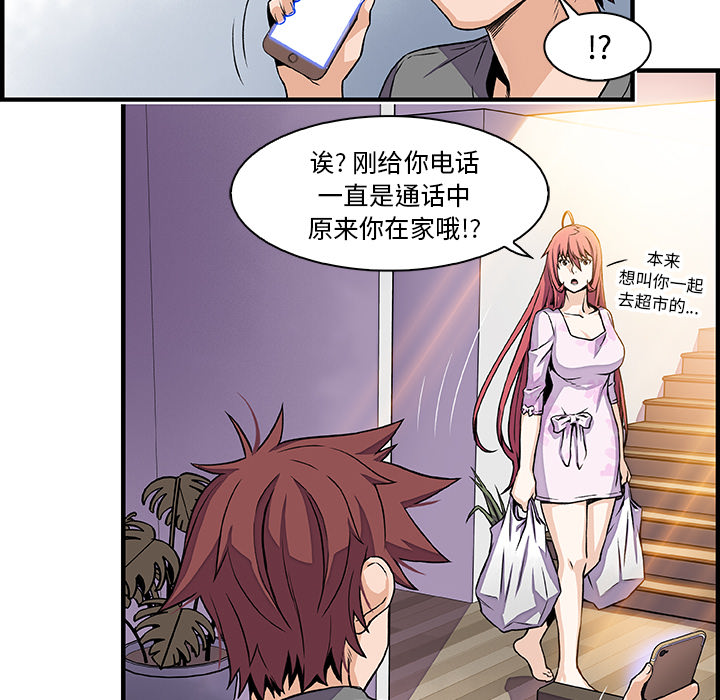 !?
诶? 刚给你电话
一直是通话中
原来你在家哦!?
本来
想叫你一起
去超市的...